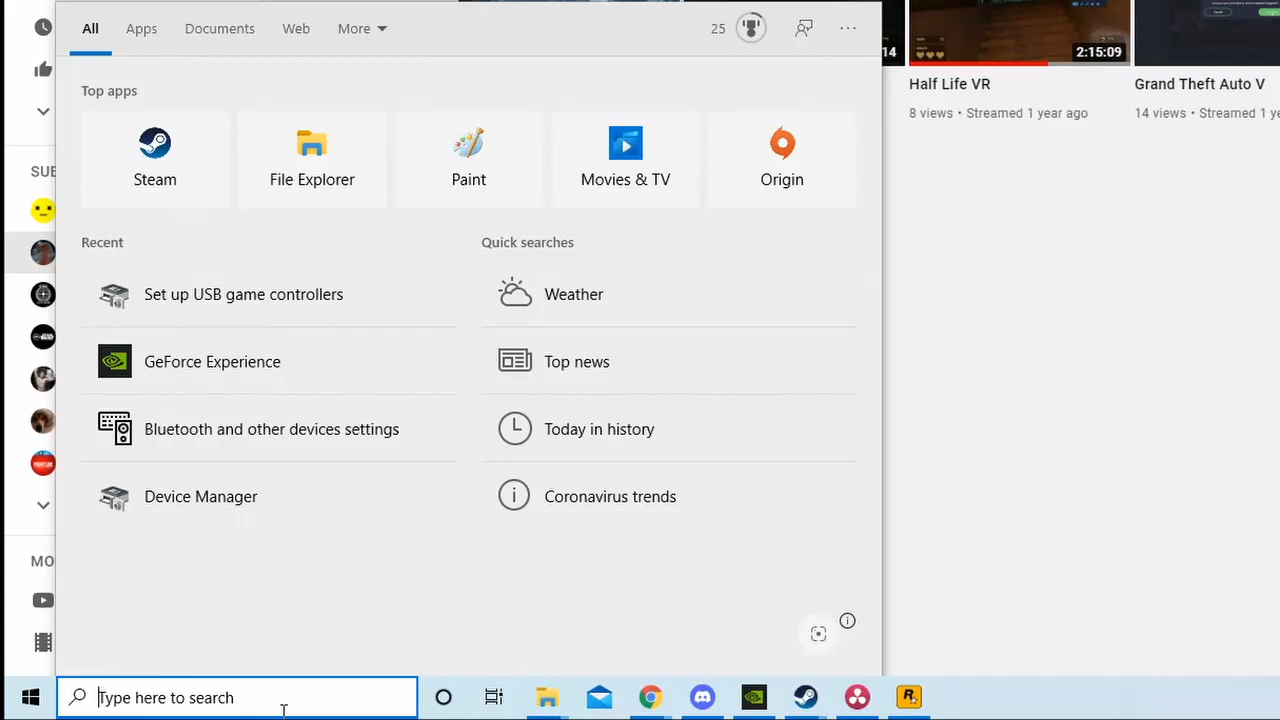 All Apps Documents Web More 25
14 2:15:09
Half Life VR Grand Theft Auto V
8 views • Streamed 1 year ago 14 views • Streamed 1 ye
Top apps
Steam File Explorer Paint Movies & TV Origin
SUB
Recent Quick searches
Set up USB game controllers Weather
GeForce Experience Top news
Bluetooth and other devices settings Today in history
Device Manager Coronavirus trends
MO
Type here to search